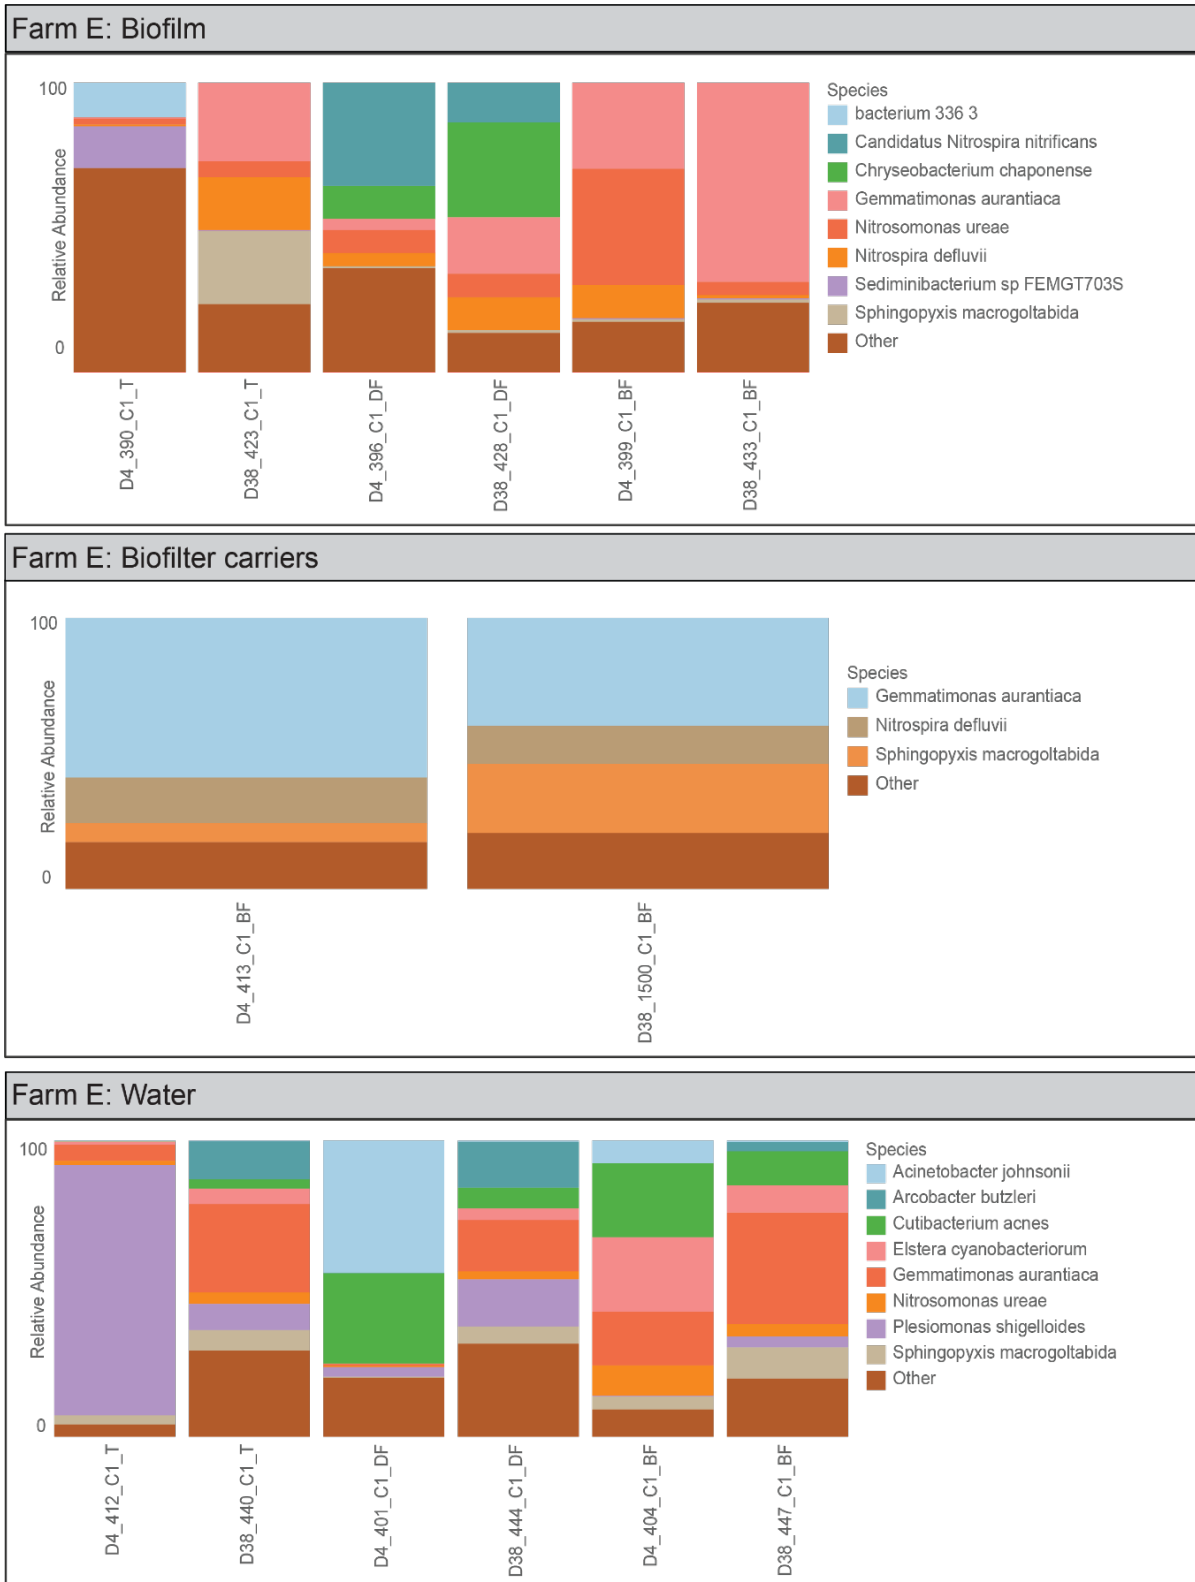 Farm E: Biofilm
100
Relative Abundance
0
D4_390_C1_T
D38_423_C1_T
D4_396_C1_DF
D38_428_C1_DF
D4_399_C1_BF
D38_433_C1_BF
Species
bacterium 336 3
Candidatus Nitrospira nitrificans
Chryseobacterium chaponense
Gemmatimonas aurantiaca
Nitrosomonas ureae
Nitrospira defluvii
Sediminibacterium sp FEMGT703S
Sphingopyxis macrogoltabida
Other
Farm E: Biofilter carriers
100
Relative Abundance
0
D4_413_C1_BF
D38_1500_C1_BF
Species
Gemmatimonas aurantiaca
Nitrospira defluvii
Sphingopyxis macrogoltabida
Other
Farm E: Water
100
Relative Abundance
0
D4_412_C1_T
D38_440_C1_T
D4_401_C1_DF
D38_444_C1_DF
D4_404_C1_BF
D38_447_C1_BF
Species
Acinetobacter johnsonii
Arcobacter butzleri
Cutibacterium acnes
Elstera cyanobacteriorum
Gemmatimonas aurantiaca
Nitrosomonas ureae
Plesiomonas shigelloides
Sphingopyxis macrogoltabida
Other